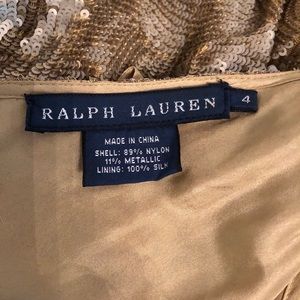 RALPH LAUREN 4
MADE IN CHINA
SHELL: 89% NYLON
11% METALLIC
LINING: 100% SILK